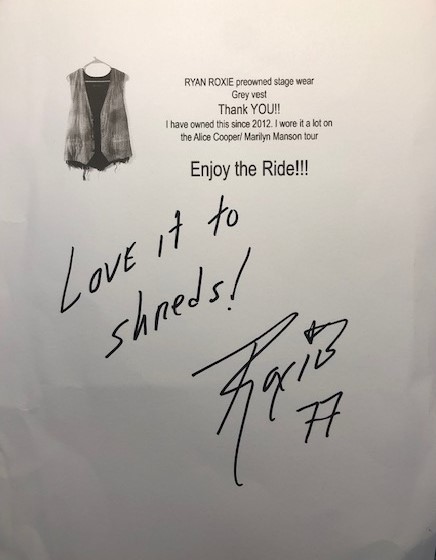 RYAN ROXIE preowned stage wear
Grey vest
Thank YOU!!
I have owned this since 2012. I wore it a lot on
the Alice Cooper/ Marilyn Manson tour
Enjoy the Ride!!!
Love it to
shreds!
Roxie
77